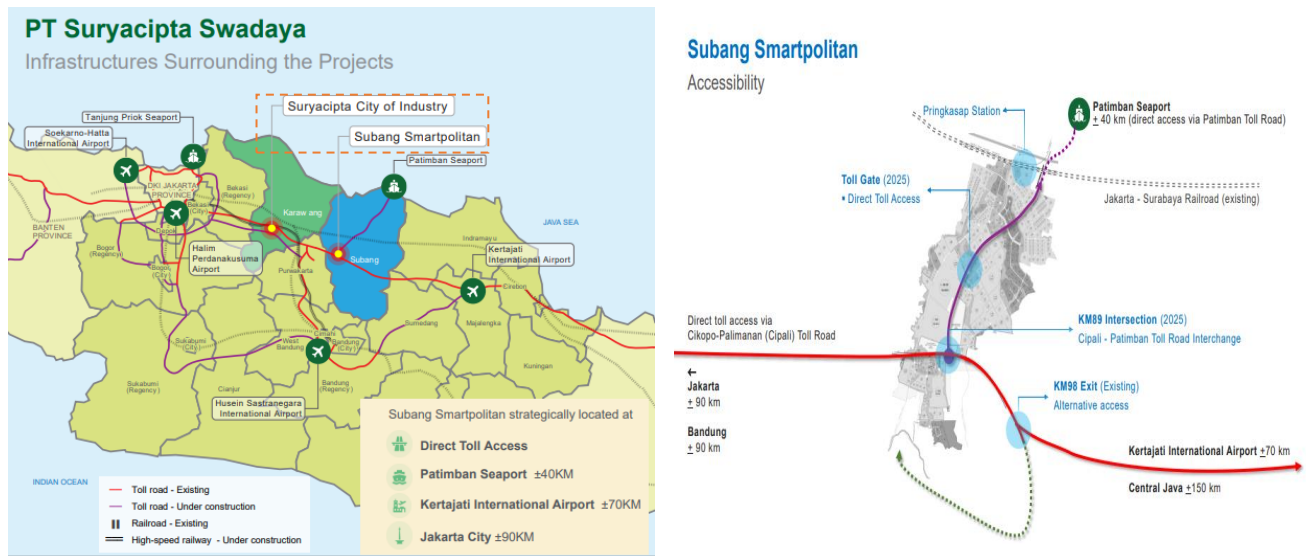 PT Suryacipta Swadaya
Infrastructures Surrounding the Projects
Suryacipta City of Industry
Subang Smartpolitan
Tanjung Priok Seaport
Soekarno-Hatta
International Airport
Patimban Seaport
DKI JAKARTA
PROVINCE
Bekasi
(Regency)
Bekasi
(City)
Karaw ang
JAVA SEA
BANTEN
PROVINCE
Depok
Bogor
(Regency)
Halim
Perdanakusuma
Airport
Bogor
(City)
Subang
Indramayu
Kertajati
International Airport
Purwakarta
Cirebon
Sumedang
Majalengka
Cimahi
Sukabumi
(City)
West
Bandung
Bandung
(City)
Kuningan
Sukabumi
(Regency)
Cianjur
Bandung
(Regency)
Husein Sastranegara
International Airport
INDIAN OCEAN
Toll road - Existing
Toll road - Under construction
Railroad - Existing
High-speed railway - Under construction
Subang Smartpolitan strategically located at
Direct Toll Access
Patimban Seaport ±40KM
Kertajati International Airport ±70KM
Jakarta City ±90KM
Subang Smartpolitan
Accessibility
Pringkasap Station
Patimban Seaport
± 40 km (direct access via Patimban Toll Road)
Toll Gate (2025)
• Direct Toll Access
Jakarta - Surabaya Railroad (existing)
Direct toll access via
Cikopo-Palimanan (Cipali) Toll Road
KM89 Intersection (2025)
Cipali - Patimban Toll Road Interchange
←
Jakarta
± 90 km
Bandung
± 90 km
KM98 Exit (Existing)
Alternative access
Kertajati International Airport ±70 km
Central Java ±150 km